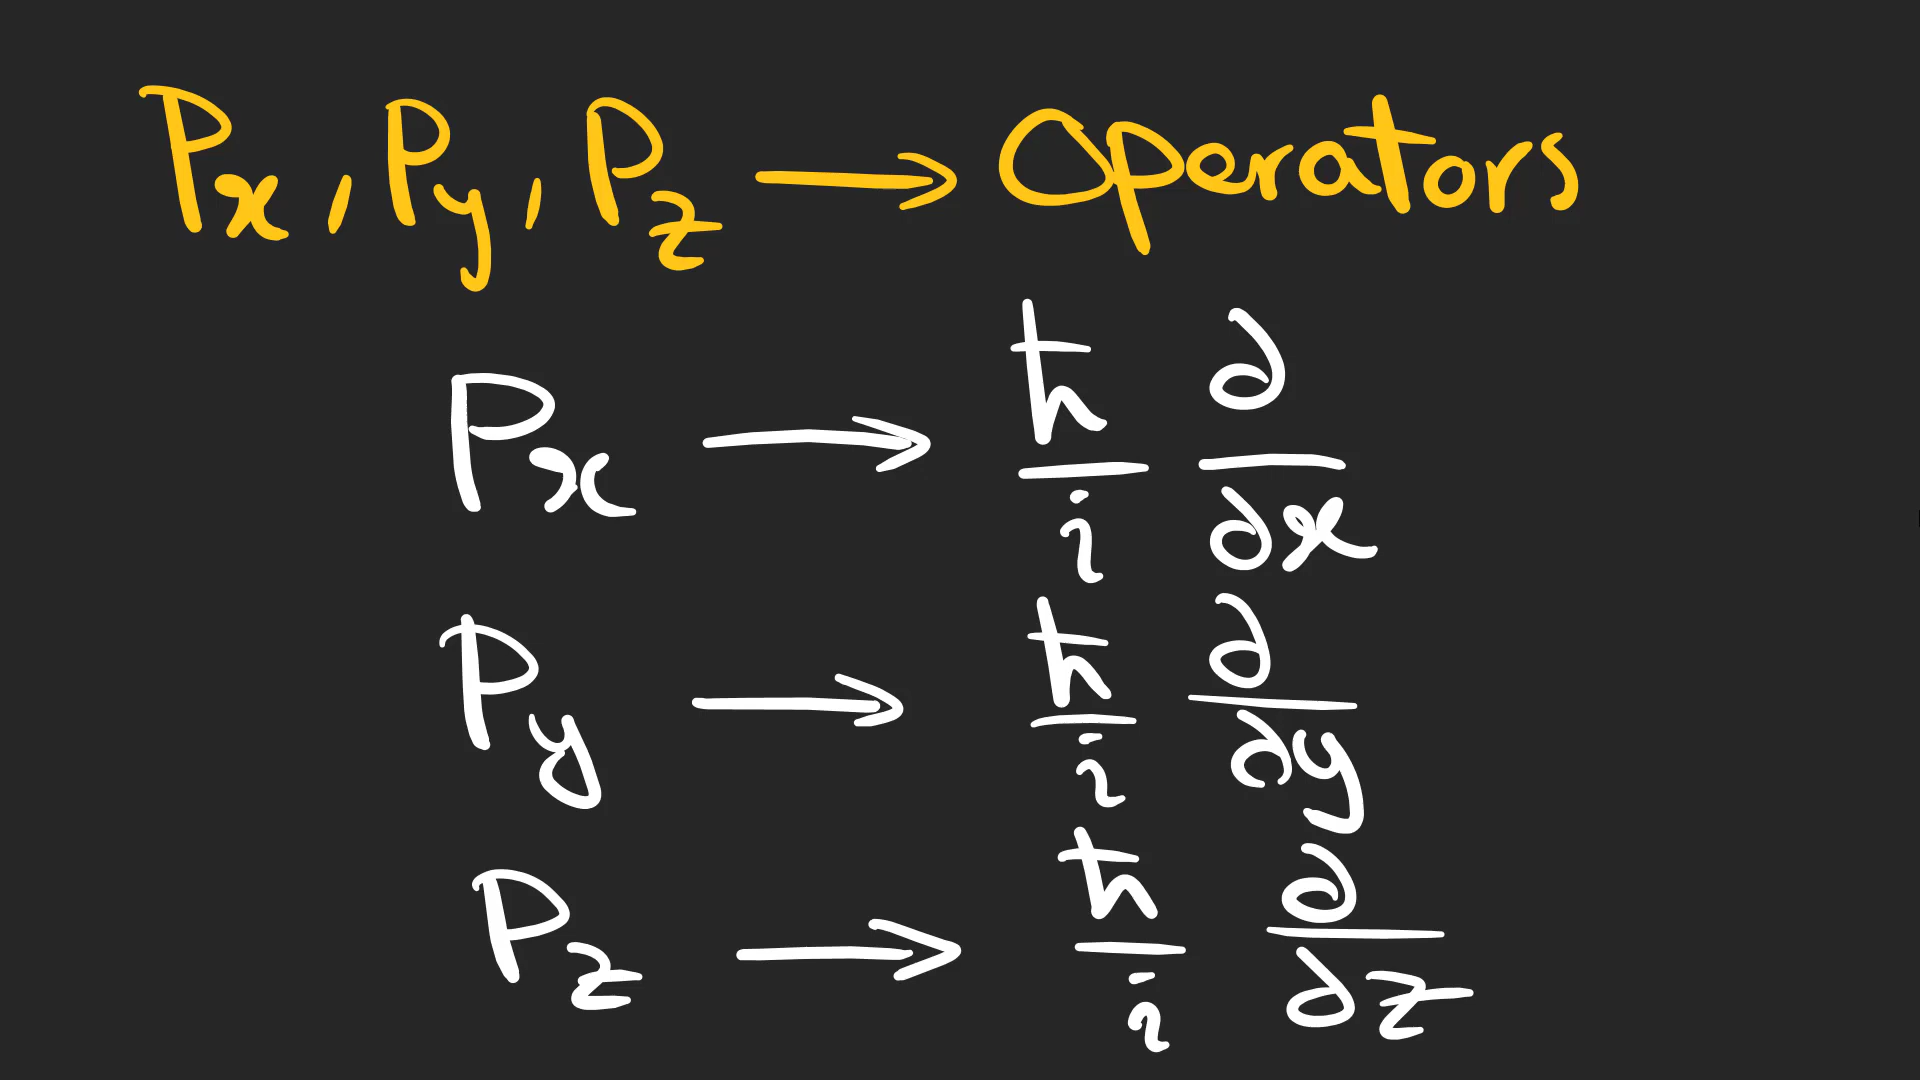 Px, Py, Pz → Operators
Px → ħ/i ∂/∂x
Py → ħ/i ∂/∂y
Pz → ħ/i ∂/∂z